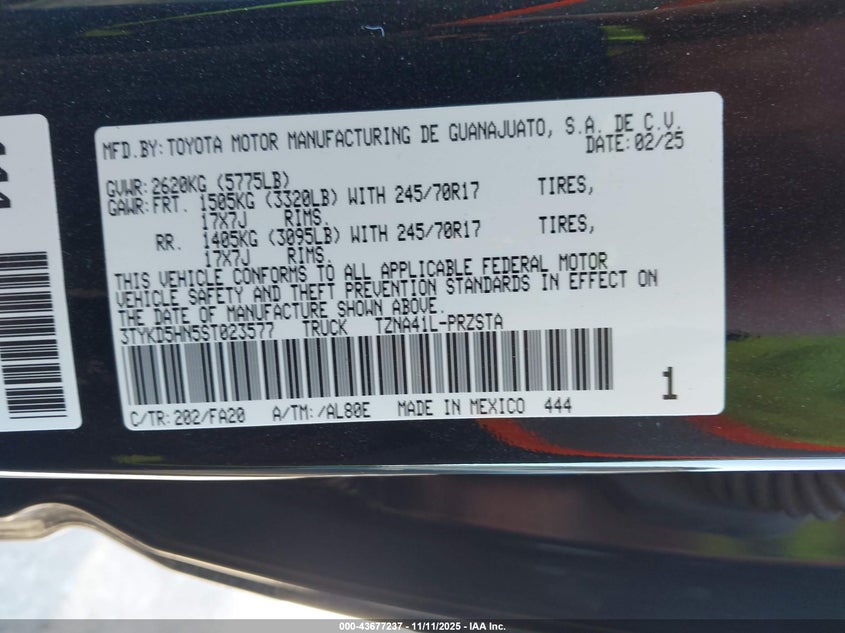 MFD.BY:TOYOTA MOTOR MANUFACTURING DE GUANAJUATO, S.A. DE C.V.
DATE:02/25
GVWR:2620KG (5775LB)
GAWR:FRT. 1505KG (3320LB) WITH 245/70R17 TIRES,
17X7J RIMS.
RR. 1405KG (3095LB) WITH 245/70R17 TIRES,
17X7J RIMS.
THIS VEHICLE CONFORMS TO ALL APPLICABLE FEDERAL MOTOR
VEHICLE SAFETY AND THEFT PREVENTION STANDARDS IN EFFECT ON
THE DATE OF MANUFACTURE SHOWN ABOVE.
3TYKD5HN5ST023577 TRUCK TZNA41L-PRZSTA
1
C/TR:202/FA20 A/TM:/AL80E MADE IN MEXICO 444
000-43677237 - 11/11/2025 - IAA Inc.